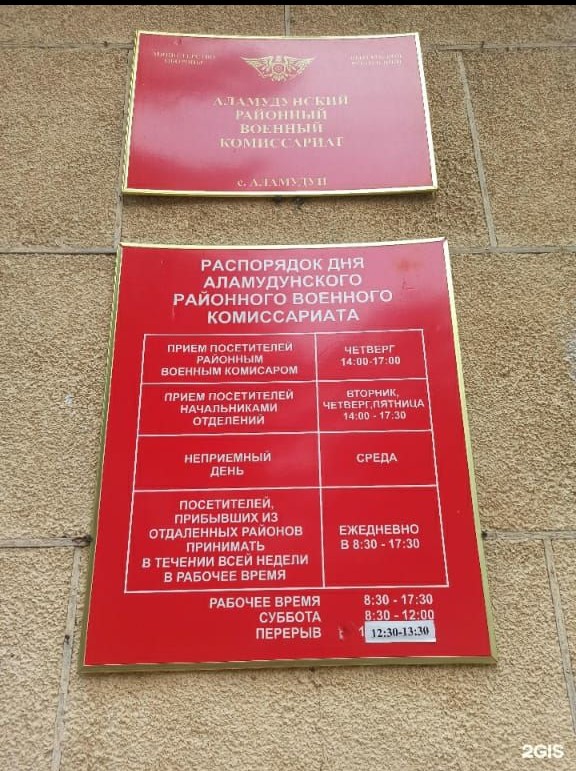 МИНИСТЕРСТВО
ОБОРОНЫ
АЛАМУДУНСКИЙ
РАЙОННЫЙ
ВОЕННЫЙ
КОМИССАРИАТ
с. АЛАМУДУН
РАСПОРЯДОК ДНЯ
АЛАМУДУНСКОГО
РАЙОННОГО ВОЕННОГО
КОМИССАРИАТА
ПРИЕМ ПОСЕТИТЕЛЕЙ
РАЙОННЫМ
ВОЕННЫМ КОМИСАРОМ
ЧЕТВЕРГ
14:00-17:00
ПРИЕМ ПОСЕТИТЕЛЕЙ
НАЧАЛЬНИКАМИ
ОТДЕЛЕНИЙ
ВТОРНИК,
ЧЕТВЕРГ,ПЯТНИЦА
14:00 - 17:30
НЕПРИЕМНЫЙ
ДЕНЬ
СРЕДА
ПОСЕТИТЕЛЕЙ,
ПРИБЫВШИХ ИЗ
ОТДАЛЕННЫХ РАЙОНОВ
ПРИНИМАТЬ
В ТЕЧЕНИИ ВСЕЙ НЕДЕЛИ
В РАБОЧЕЕ ВРЕМЯ
ЕЖЕДНЕВНО
В 8:30 - 17:30
РАБОЧЕЕ ВРЕМЯ 8:30 - 17:30
СУББОТА 8:30 - 12:00
ПЕРЕРЫВ 12:30-13:30
2GIS